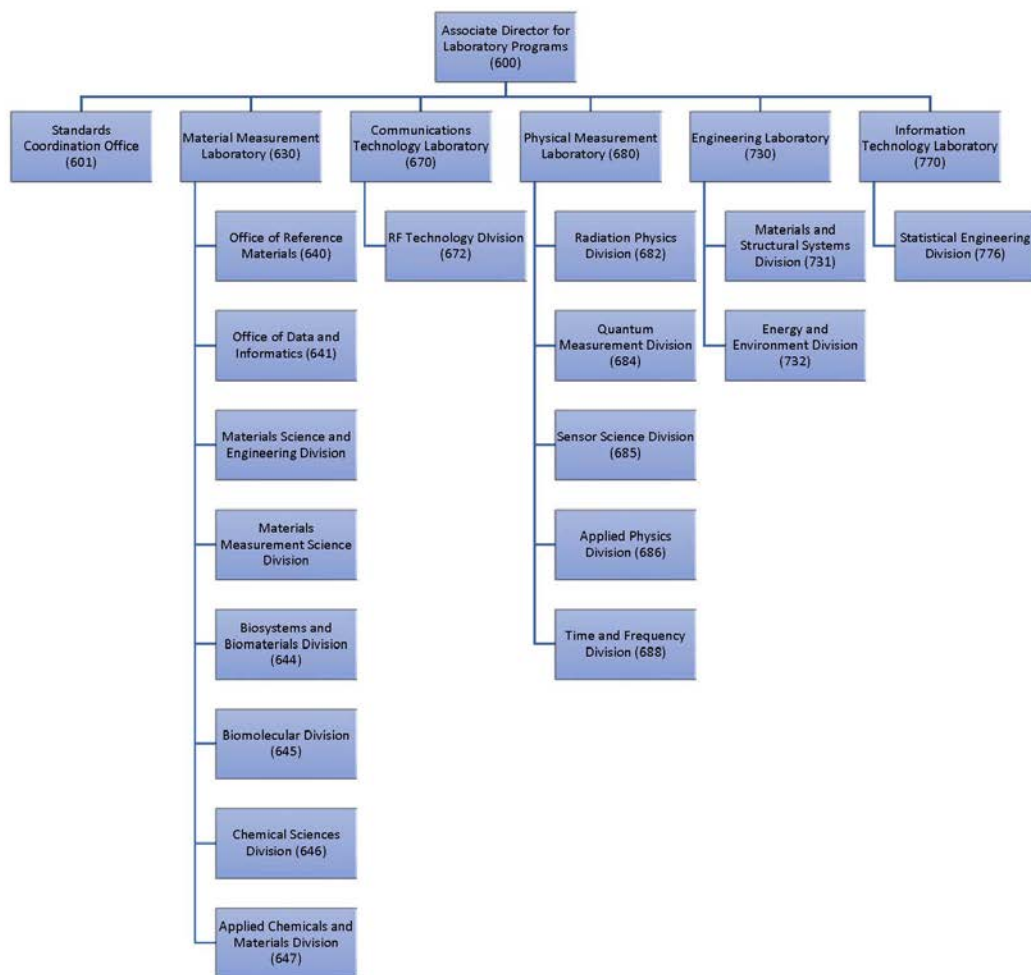 Associate Director for
Laboratory Programs
(600)
Standards
Coordination Office
(601)
Material Measurement
Laboratory (630)
Communications
Technology Laboratory
(670)
Physical Measurement
Laboratory (680)
Engineering Laboratory
(730)
Information
Technology Laboratory
(770)
Office of Reference
Materials (640)
Office of Data and
Informatics (641)
Materials Science and
Engineering Division
Materials
Measurement Science
Division
Biosystems and
Biomaterials Division
(644)
Biomolecular Division
(645)
Chemical Sciences
Division (646)
Applied Chemicals and
Materials Division
(647)
RF Technology DIvision
(672)
Radiation Physics
Division (682)
Quantum
Measurement Division
(684)
Sensor Science Division
(685)
Applied Physics
Division (686)
Time and Frequency
Division (688)
Materials and
Structural Systems
Division (731)
Energy and
Environment Division
(732)
Statistical Engineering
Division (776)